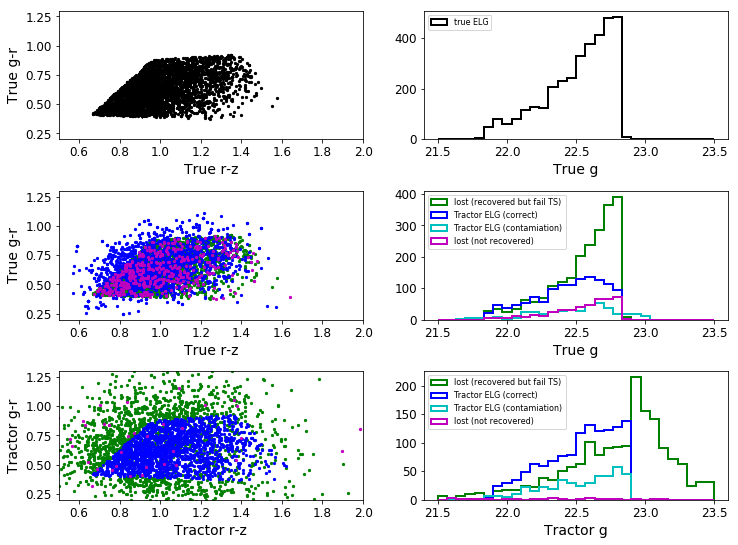 1.25
1.00
0.75
0.50
0.25
True g-r
0.6 0.8 1.0 1.2 1.4 1.6 1.8 2.0
True r-z
true ELG
400
200
0
21.5 22.0 22.5 23.0 23.5
True g
1.25
1.00
0.75
0.50
0.25
True g-r
0.6 0.8 1.0 1.2 1.4 1.6 1.8 2.0
True r-z
lost (recovered but fail TS)
Tractor ELG (correct)
Tractor ELG (contamiation)
lost (not recovered)
400
300
200
100
0
21.5 22.0 22.5 23.0 23.5
True g
1.25
1.00
0.75
0.50
0.25
Tractor g-r
0.6 0.8 1.0 1.2 1.4 1.6 1.8 2.0
Tractor r-z
lost (recovered but fail TS)
Tractor ELG (correct)
Tractor ELG (contamiation)
lost (not recovered)
200
150
100
50
0
21.5 22.0 22.5 23.0 23.5
Tractor g